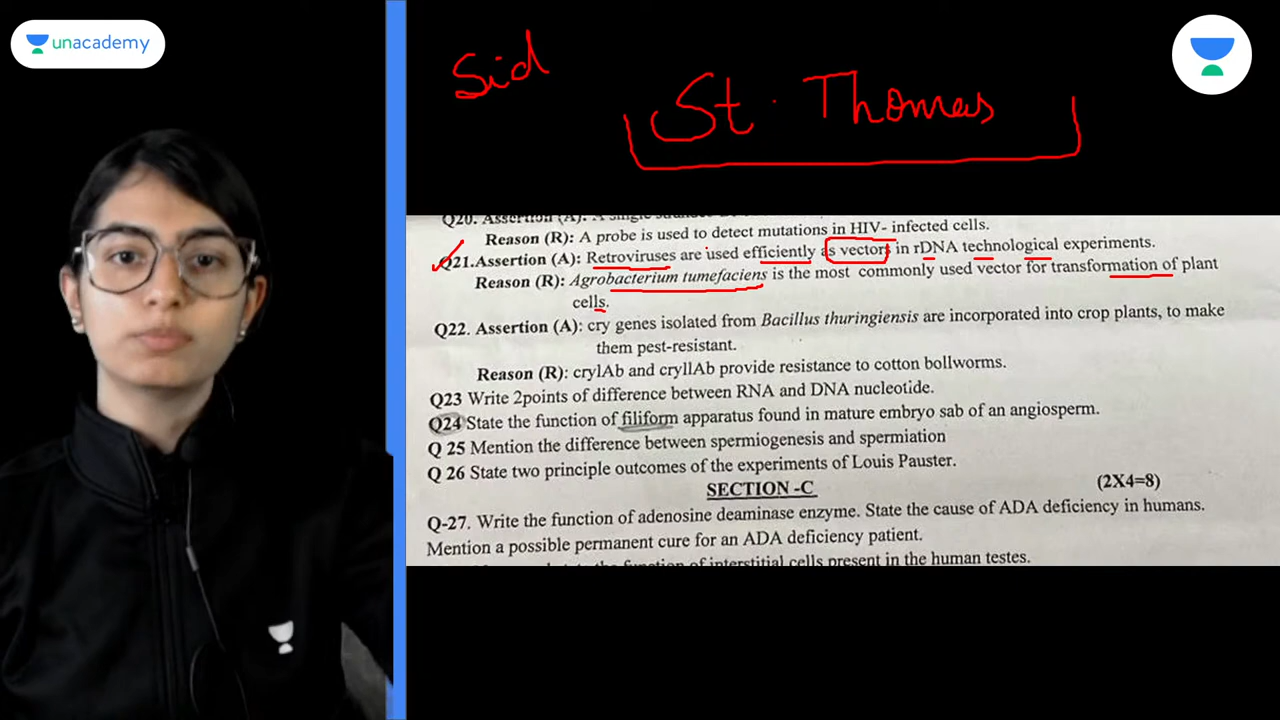 unacademy
Sid
St. Thomas
Q20. Assertion (A): A single
Reason (R): A probe is used to detect mutations in HIV- infected cells.
Q21.Assertion (A): Retroviruses are used efficiently as vectors in rDNA technological experiments.
Reason (R): Agrobacterium tumefaciens is the most commonly used vector for transformation of plant
cells.
Q22. Assertion (A): cry genes isolated from Bacillus thuringiensis are incorporated into crop plants, to make
them pest-resistant.
Reason (R): crylAb and cryllAb provide resistance to cotton bollworms.
Q23 Write 2points of difference between RNA and DNA nucleotide.
Q24 State the function of filiform apparatus found in mature embryo sab of an angiosperm.
Q 25 Mention the difference between spermiogenesis and spermiation
Q 26 State two principle outcomes of the experiments of Louis Pauster.
SECTION -C (2X4=8)
Q-27. Write the function of adenosine deaminase enzyme. State the cause of ADA deficiency in humans.
Mention a possible permanent cure for an ADA deficiency patient.
function of interstitial cells present in the human testes.